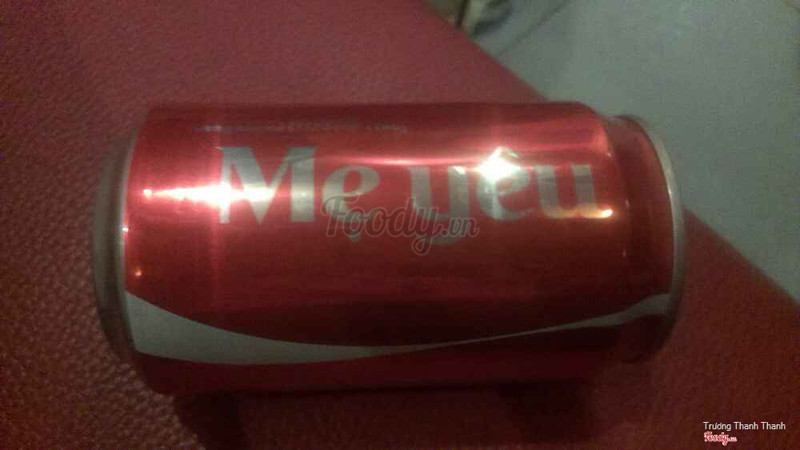 Mẹ yêu
Foody.vn
Trương Thanh Thanh
Foody.vn